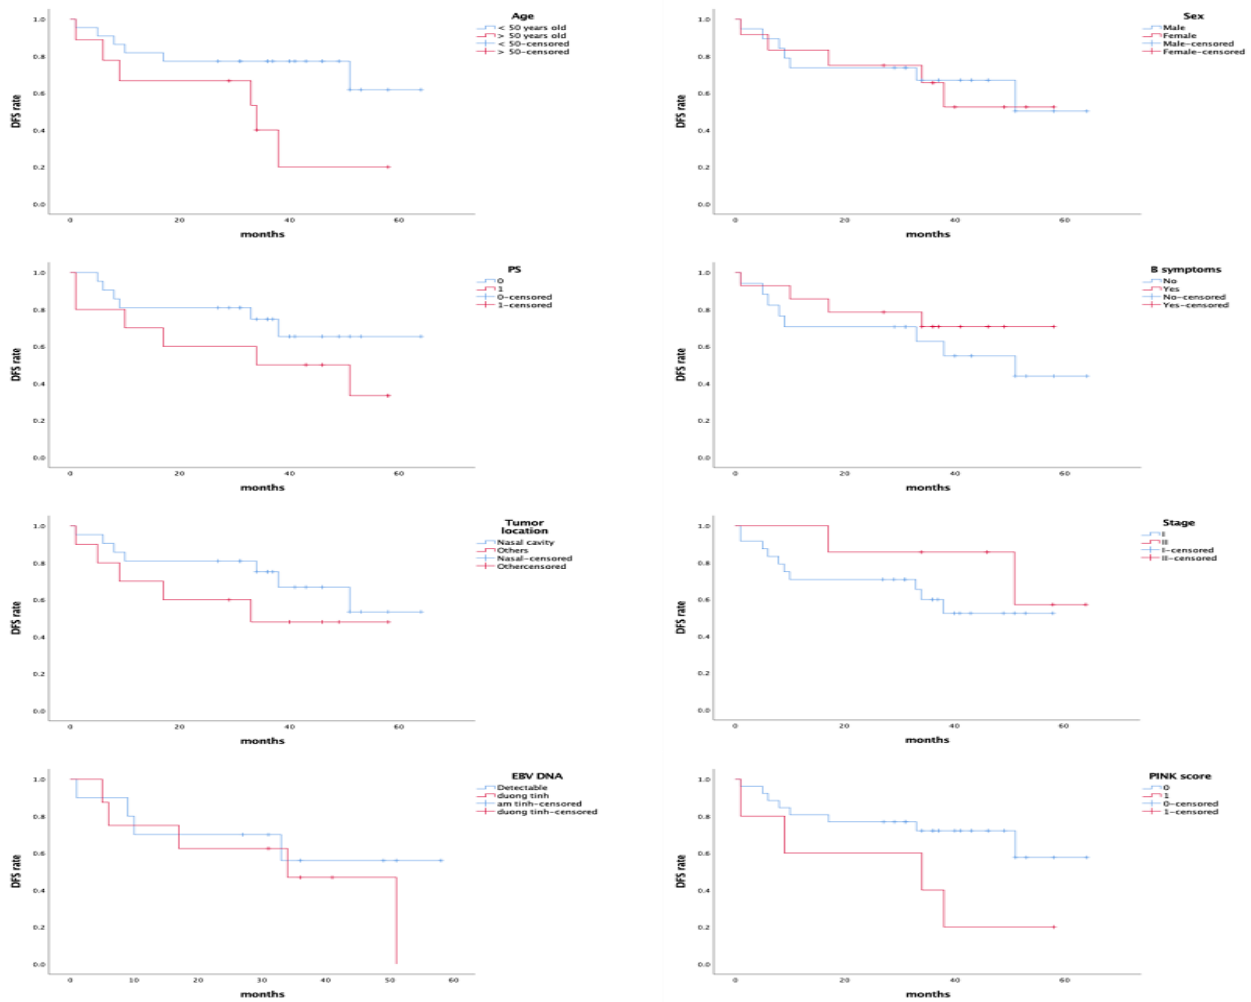 Age
< 50 years old
> 50 years old
< 50-censored
> 50-censored
1.0
0.8
0.6
0.4
0.2
0.0
DFS rate
0 20 40 60
months
Sex
Male
Female
Male-censored
Female-censored
1.0
0.8
0.6
0.4
0.2
0.0
DFS rate
0 20 40 60
months
PS
0
1
0-censored
1-censored
1.0
0.8
0.6
0.4
0.2
0.0
DFS rate
0 20 40 60
months
B symptoms
No
Yes
No-censored
Yes-censored
1.0
0.8
0.6
0.4
0.2
0.0
DFS rate
0 20 40 60
months
Tumor
location
Nasal cavity
Others
Nasal-censored
Othercensored
1.0
0.8
0.6
0.4
0.2
0.0
DFS rate
0 20 40 60
months
Stage
I
II
I-censored
II-censored
1.0
0.8
0.6
0.4
0.2
0.0
DFS rate
0 20 40 60
months
EBV DNA
Detectable
duong tinh
am tinh-censored
duong tinh-censored
1.0
0.8
0.6
0.4
0.2
0.0
DFS rate
0 10 20 30 40 50 60
months
PINK score
0
1
0-censored
1-censored
1.0
0.8
0.6
0.4
0.2
0.0
DFS rate
0 20 40 60
months